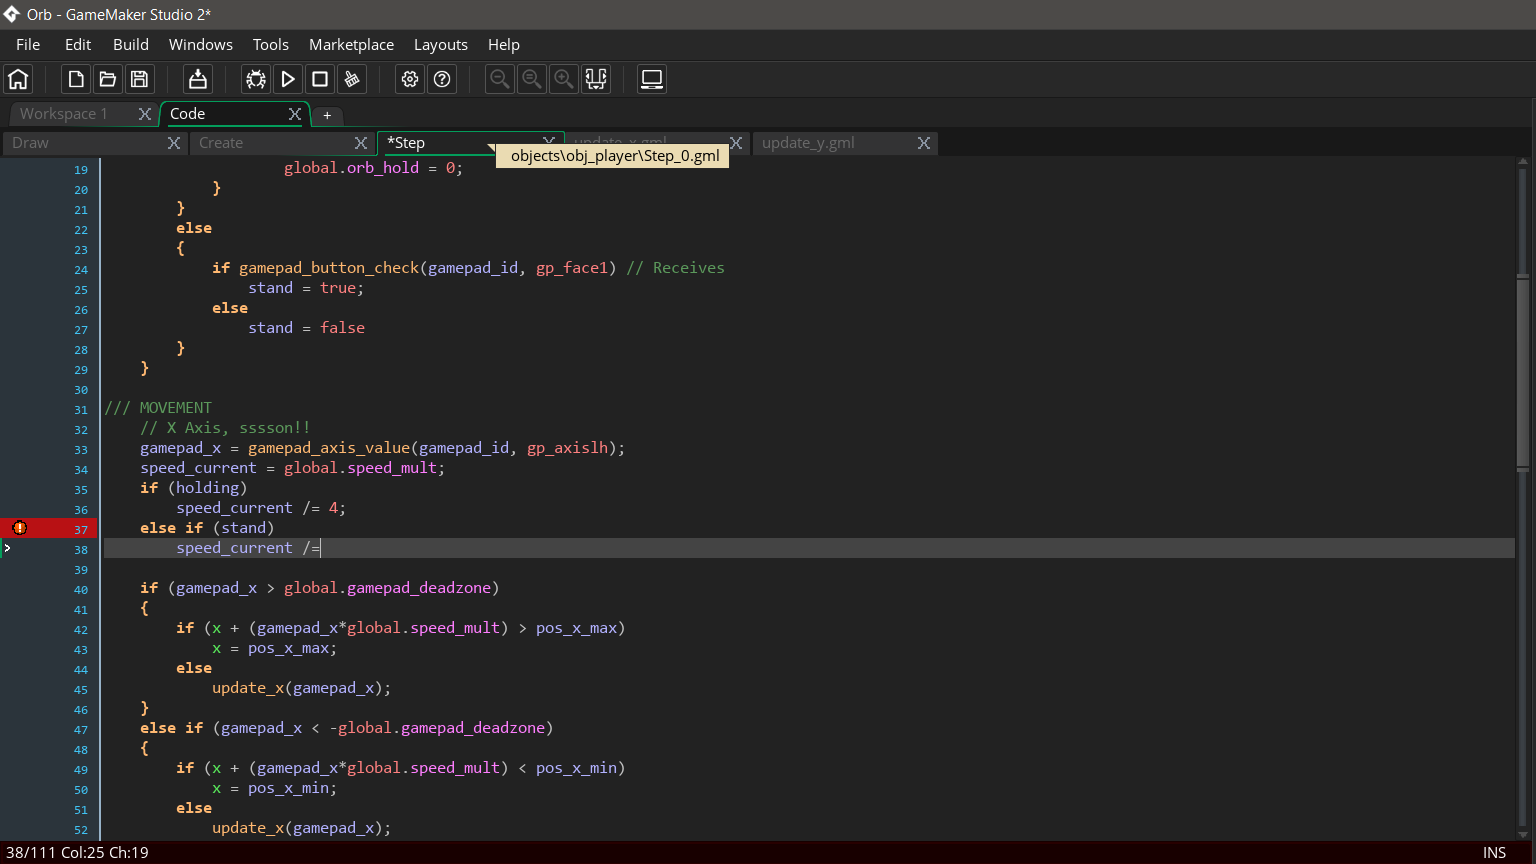 Orb - GameMaker Studio 2*
File Edit Build Windows Tools Marketplace Layouts Help
Workspace 1 X Code X +
Draw X Create X *Step X update_x.gml X update_y.gml X
objects\obj_player\Step_0.gml
19 global.orb_hold = 0;
20 }
21 }
22 else
23 {
24 if gamepad_button_check(gamepad_id, gp_face1) // Receives
25 stand = true;
26 else
27 stand = false
28 }
29 }
30
31 /// MOVEMENT
32 // X Axis, sssson!!
33 gamepad_x = gamepad_axis_value(gamepad_id, gp_axislh);
34 speed_current = global.speed_mult;
35 if (holding)
36 speed_current /= 4;
37 else if (stand)
38 speed_current /=
39
40 if (gamepad_x > global.gamepad_deadzone)
41 {
42 if (x + (gamepad_x*global.speed_mult) > pos_x_max)
43 x = pos_x_max;
44 else
45 update_x(gamepad_x);
46 }
47 else if (gamepad_x < -global.gamepad_deadzone)
48 {
49 if (x + (gamepad_x*global.speed_mult) < pos_x_min)
50 x = pos_x_min;
51 else
52 update_x(gamepad_x);
38/111 Col:25 Ch:19 INS